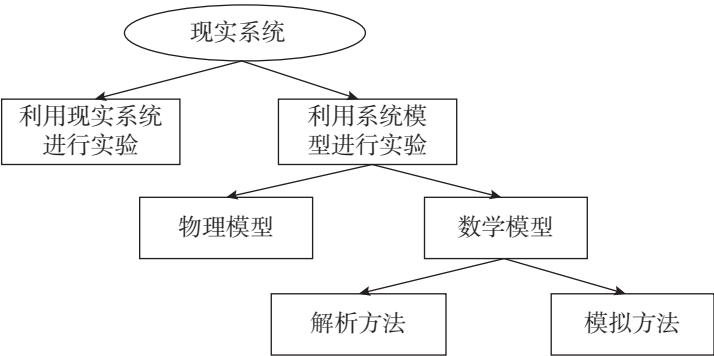 现实系统
利用现实系统
进行实验
利用系统模
型进行实验
物理模型
数学模型
解析方法
模拟方法